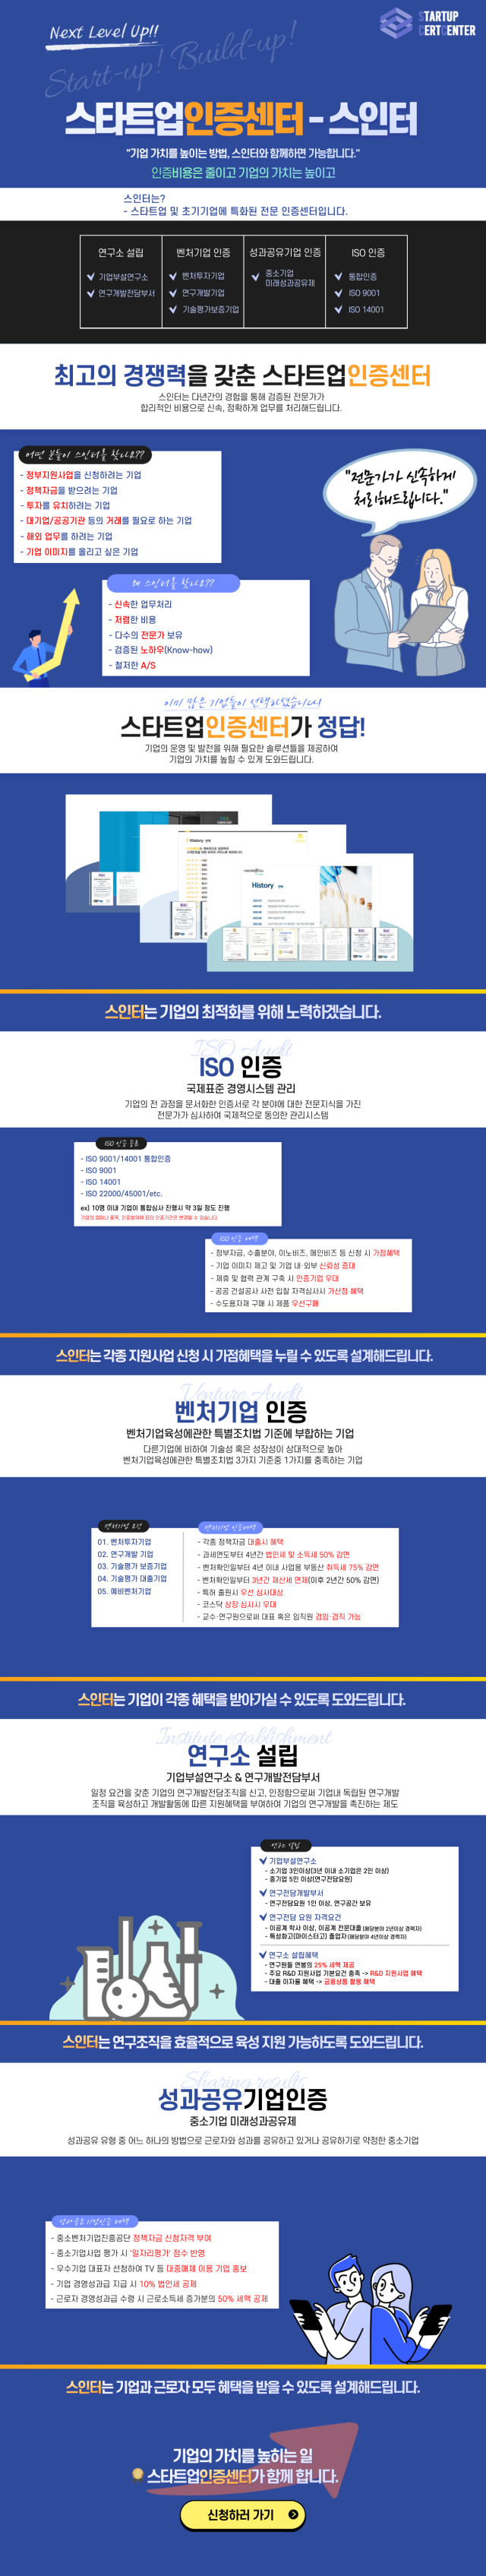 Next Level Up!!
Start-up! Build-up!
STARTUP
CERTCENTER
스타트업인증센터 - 스인터
"기업 가치를 높이는 방법, 스인터와 함께하면 가능합니다."
인증비용은 줄이고 기업의 가치는 높이고
스인터는?
- 스타트업 및 초기기업에 특화된 전문 인증센터입니다.
연구소 설립
기업부설연구소
연구개발전담부서
벤처기업 인증
벤처투자기업
연구개발기업
기술평가보증기업
성과공유기업 인증
중소기업
미래성과공유제
ISO 인증
통합인증
ISO 9001
ISO 14001
최고의 경쟁력을 갖춘 스타트업인증센터
스인터는 다년간의 경험을 통해 검증된 전문가가
합리적인 비용으로 신속, 정확하게 업무를 처리해드립니다.
어떤 분들이 스인터를 찾나요??
- 정부지원사업을 신청하려는 기업
- 정책자금을 받으려는 기업
- 투자를 유치하려는 기업
- 대기업/공공기관 등의 거래를 필요로 하는 기업
- 해외 업무를 하려는 기업
- 기업 이미지를 올리고 싶은 기업
"전문가가 신속하게
처리해드립니다."
왜 스인터를 찾나요??
- 신속한 업무처리
- 저렴한 비용
- 다수의 전문가 보유
- 검증된 노하우(Know-how)
- 철저한 A/S
이미 많은 기업들이 선택하셨습니다
스타트업인증센터가 정답!
기업의 운영 및 발전을 위해 필요한 솔루션들을 제공하여
기업의 가치를 높힐 수 있게 도와드립니다.
History
History
스인터는 기업의 최적화를 위해 노력하겠습니다.
ISO Audit
ISO 인증
국제표준 경영시스템 관리
기업의 전 과정을 문서화한 인증서로 각 분야에 대한 전문지식을 가진
전문가가 심사하여 국제적으로 동의한 관리시스템
ISO 인증 종류
- ISO 9001/14001 통합인증
- ISO 9001
- ISO 14001
- ISO 22000/45001/etc.
ex) 10명 이내 기업이 통합심사 진행시 약 3일 정도 진행
ISO 인증 혜택
- 정부자금, 수출분야, 이노비즈, 메인비즈 등 신청 시 가점혜택
- 기업 이미지 제고 및 기업 내·외부 신뢰성 증대
- 제휴 및 협력 관계 구축 시 인증기업 우대
- 공공 건설공사 사전 입찰 자격심사시 가산점 혜택
- 수도용자재 구매 시 제품 우선구매
스인터는 각종 지원사업 신청 시 가점혜택을 누릴 수 있도록 설계해드립니다.
Venture Audit
벤처기업 인증
벤처기업육성에관한 특별조치법 기준에 부합하는 기업
다른기업에 비하여 기술성 혹은 성장성이 상대적으로 높아
벤처기업육성에관한 특별조치법 3가지 기준중 1가지를 충족하는 기업
벤처기업 요건
01. 벤처투자기업
02. 연구개발 기업
03. 기술평가 보증기업
04. 기술평가 대출기업
05. 예비벤처기업
벤처기업 인증혜택
- 각종 정책자금 대출시 혜택
- 과세연도부터 4년간 법인세 및 소득세 50% 감면
- 벤처확인일부터 4년 이내 사업용 부동산 취득세 75% 감면
- 벤처확인일부터 3년간 재산세 면제(이후 2년간 50% 감면)
- 특허 출원시 우선 심사대상
- 코스닥 상장 심사시 우대
- 교수·연구원으로써 대표 혹은 임직원 겸임·겸직 가능
스인터는 기업이 각종 혜택을 받아가실 수 있도록 도와드립니다.
Institute establishment
연구소 설립
기업부설연구소 & 연구개발전담부서
일정 요건을 갖춘 기업의 연구개발전담조직을 신고, 인정함으로써 기업내 독립된 연구개발
조직을 육성하고 개발활동에 따른 지원혜택을 부여하여 기업의 연구개발을 촉진하는 제도
연구소 설립
기업부설연구소
- 소기업 3인이상(3년 이내 소기업은 2인 이상)
- 중기업 5인 이상(연구전담요원)
연구전담개발부서
- 연구전담요원 1인 이상, 연구공간 보유
연구전담 요원 자격요건
- 이공계 학사 이상, 이공계 전문대졸 (해당분야 2년이상 경력자)
- 특성화고(마이스터고) 졸업자 (해당분야 4년이상 경력자)
연구소 설립혜택
- 연구원들 연봉의 25% 세액 제공
- 주요 R&D 지원사업 기본요건 충족 -> R&D 지원사업 혜택
- 대출 이자율 혜택 -> 금융상품 활용 혜택
스인터는 연구조직을 효율적으로 육성 지원 가능하도록 도와드립니다.
Sharing results
성과공유기업인증
중소기업 미래성과공유제
성과공유 유형 중 어느 하나의 방법으로 근로자와 성과를 공유하고 있거나 공유하기로 약정한 중소기업
성과공유 기업인증 혜택
- 중소벤처기업진흥공단 정책자금 신청자격 부여
- 중소기업사업 평가 시 '일자리평가' 점수 반영
- 우수기업 대표자 선정하여 TV 등 대중매체 이용 기업 홍보
- 기업 경영성과급 지급 시 10% 법인세 공제
- 근로자 경영성과급 수령 시 근로소득세 증가분의 50% 세액 공제
스인터는 기업과 근로자 모두 혜택을 받을 수 있도록 설계해드립니다.
기업의 가치를 높히는 일
스타트업인증센터가 함께 합니다.
신청하러 가기